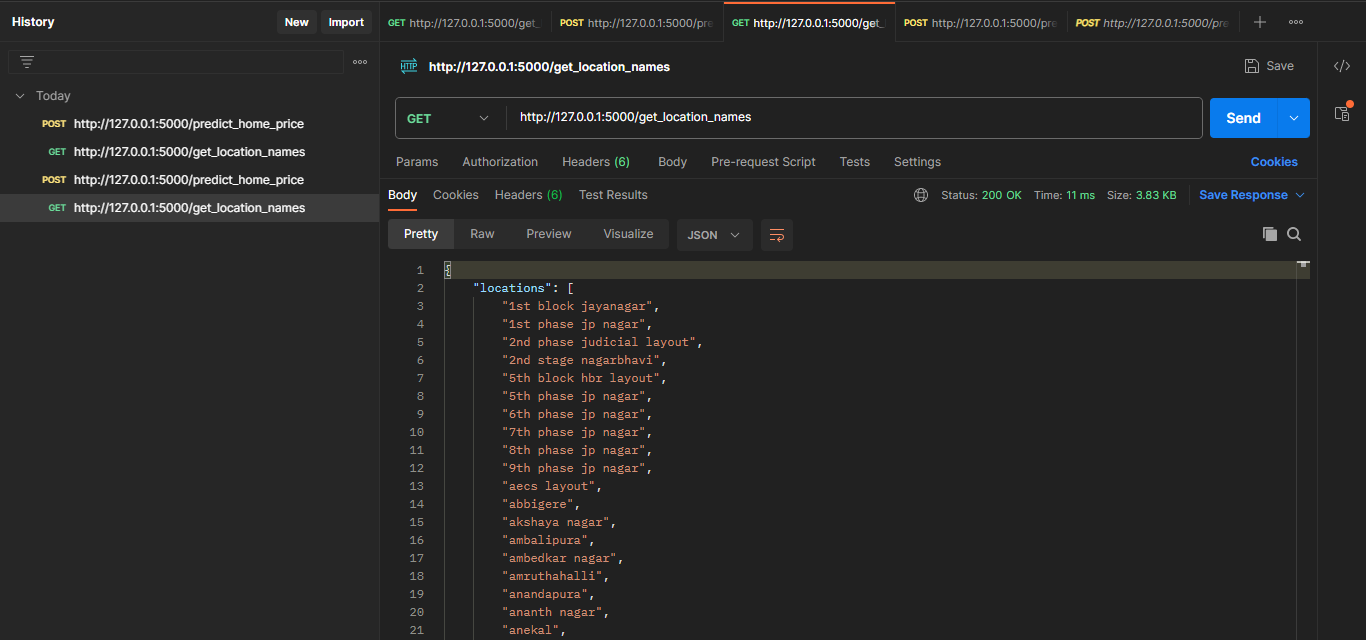 History
New
Import
Today
POST http://127.0.0.1:5000/predict_home_price
GET http://127.0.0.1:5000/get_location_names
POST http://127.0.0.1:5000/predict_home_price
GET http://127.0.0.1:5000/get_location_names
GET http://127.0.0.1:5000/get_
POST http://127.0.0.1:5000/pre
GET http://127.0.0.1:5000/get_
POST http://127.0.0.1:5000/pre
POST http://127.0.0.1:5000/pre
HTTP http://127.0.0.1:5000/get_location_names
Save
GET http://127.0.0.1:5000/get_location_names
Send
Params Authorization Headers (6) Body Pre-request Script Tests Settings Cookies
Body Cookies Headers (6) Test Results Status: 200 OK Time: 11 ms Size: 3.83 KB Save Response
Pretty Raw Preview Visualize JSON
1 {
2 "locations": [
3 "1st block jayanagar",
4 "1st phase jp nagar",
5 "2nd phase judicial layout",
6 "2nd stage nagarbhavi",
7 "5th block hbr layout",
8 "5th phase jp nagar",
9 "6th phase jp nagar",
10 "7th phase jp nagar",
11 "8th phase jp nagar",
12 "9th phase jp nagar",
13 "aecs layout",
14 "abbigere",
15 "akshaya nagar",
16 "ambalipura",
17 "ambedkar nagar",
18 "amruthahalli",
19 "anandapura",
20 "ananth nagar",
21 "anekal",